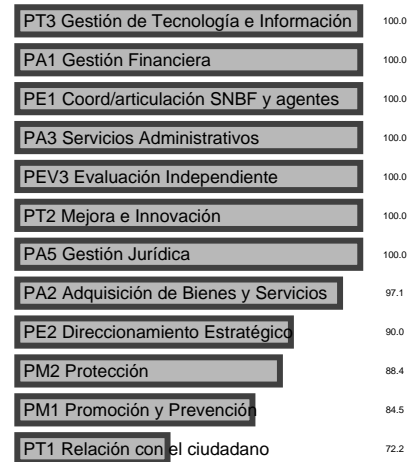 PT3 Gestión de Tecnología e Información 100.0
PA1 Gestión Financiera 100.0
PE1 Coord/articulación SNBF y agentes 100.0
PA3 Servicios Administrativos 100.0
PEV3 Evaluación Independiente 100.0
PT2 Mejora e Innovación 100.0
PA5 Gestión Jurídica 100.0
PA2 Adquisición de Bienes y Servicios 97.1
PE2 Direccionamiento Estratégico 90.0
PM2 Protección 88.4
PM1 Promoción y Prevención 84.5
PT1 Relación con el ciudadano 72.2